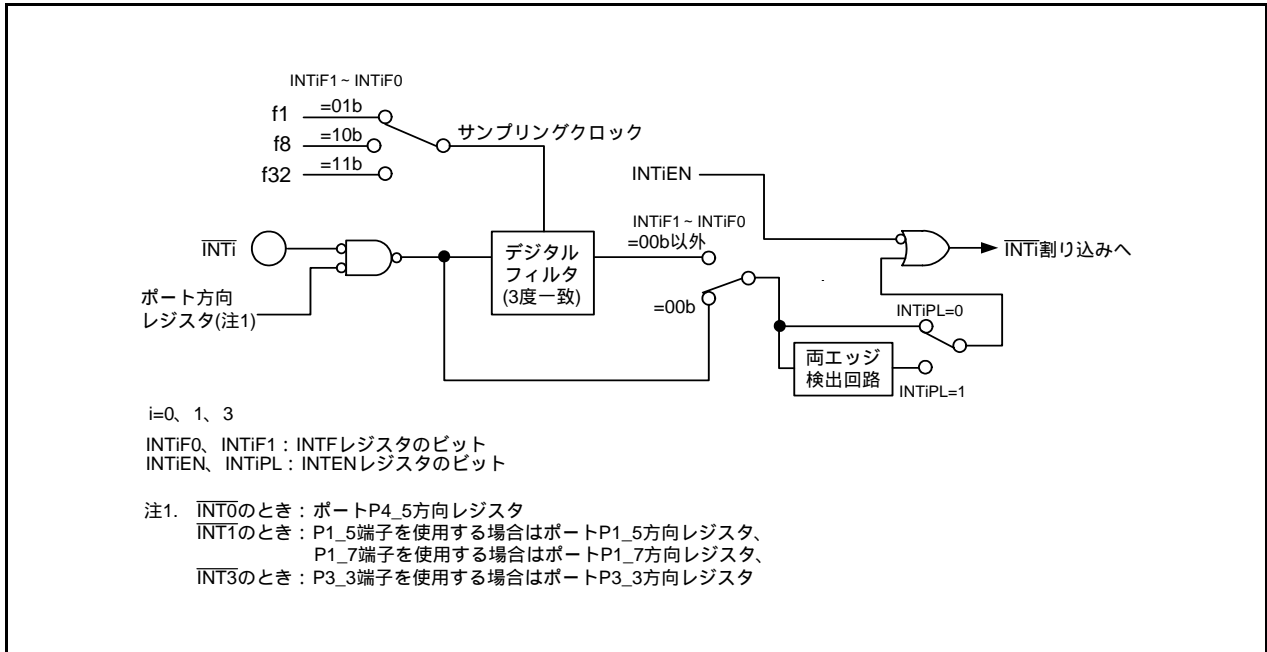 INTiF1~INTiF0
f1 =01b
f8 =10b
f32 =11b
サンプリングクロック
INTi
ポート方向
レジスタ(注1)
デジタル
フィルタ
(3度一致)
INTiEN
INTiF1~INTiF0
=00b以外
=00b
INTi割り込みへ
INTiPL=0
両エッジ
検出回路
INTiPL=1
i=0、1、3
INTiF0、INTiF1：INTFレジスタのビット
INTiEN、INTiPL：INTENレジスタのビット
注1. INT0のとき：ポートP4_5方向レジスタ
INT1のとき：P1_5端子を使用する場合はポートP1_5方向レジスタ、
P1_7端子を使用する場合はポートP1_7方向レジスタ、
INT3のとき：P3_3端子を使用する場合はポートP3_3方向レジスタ